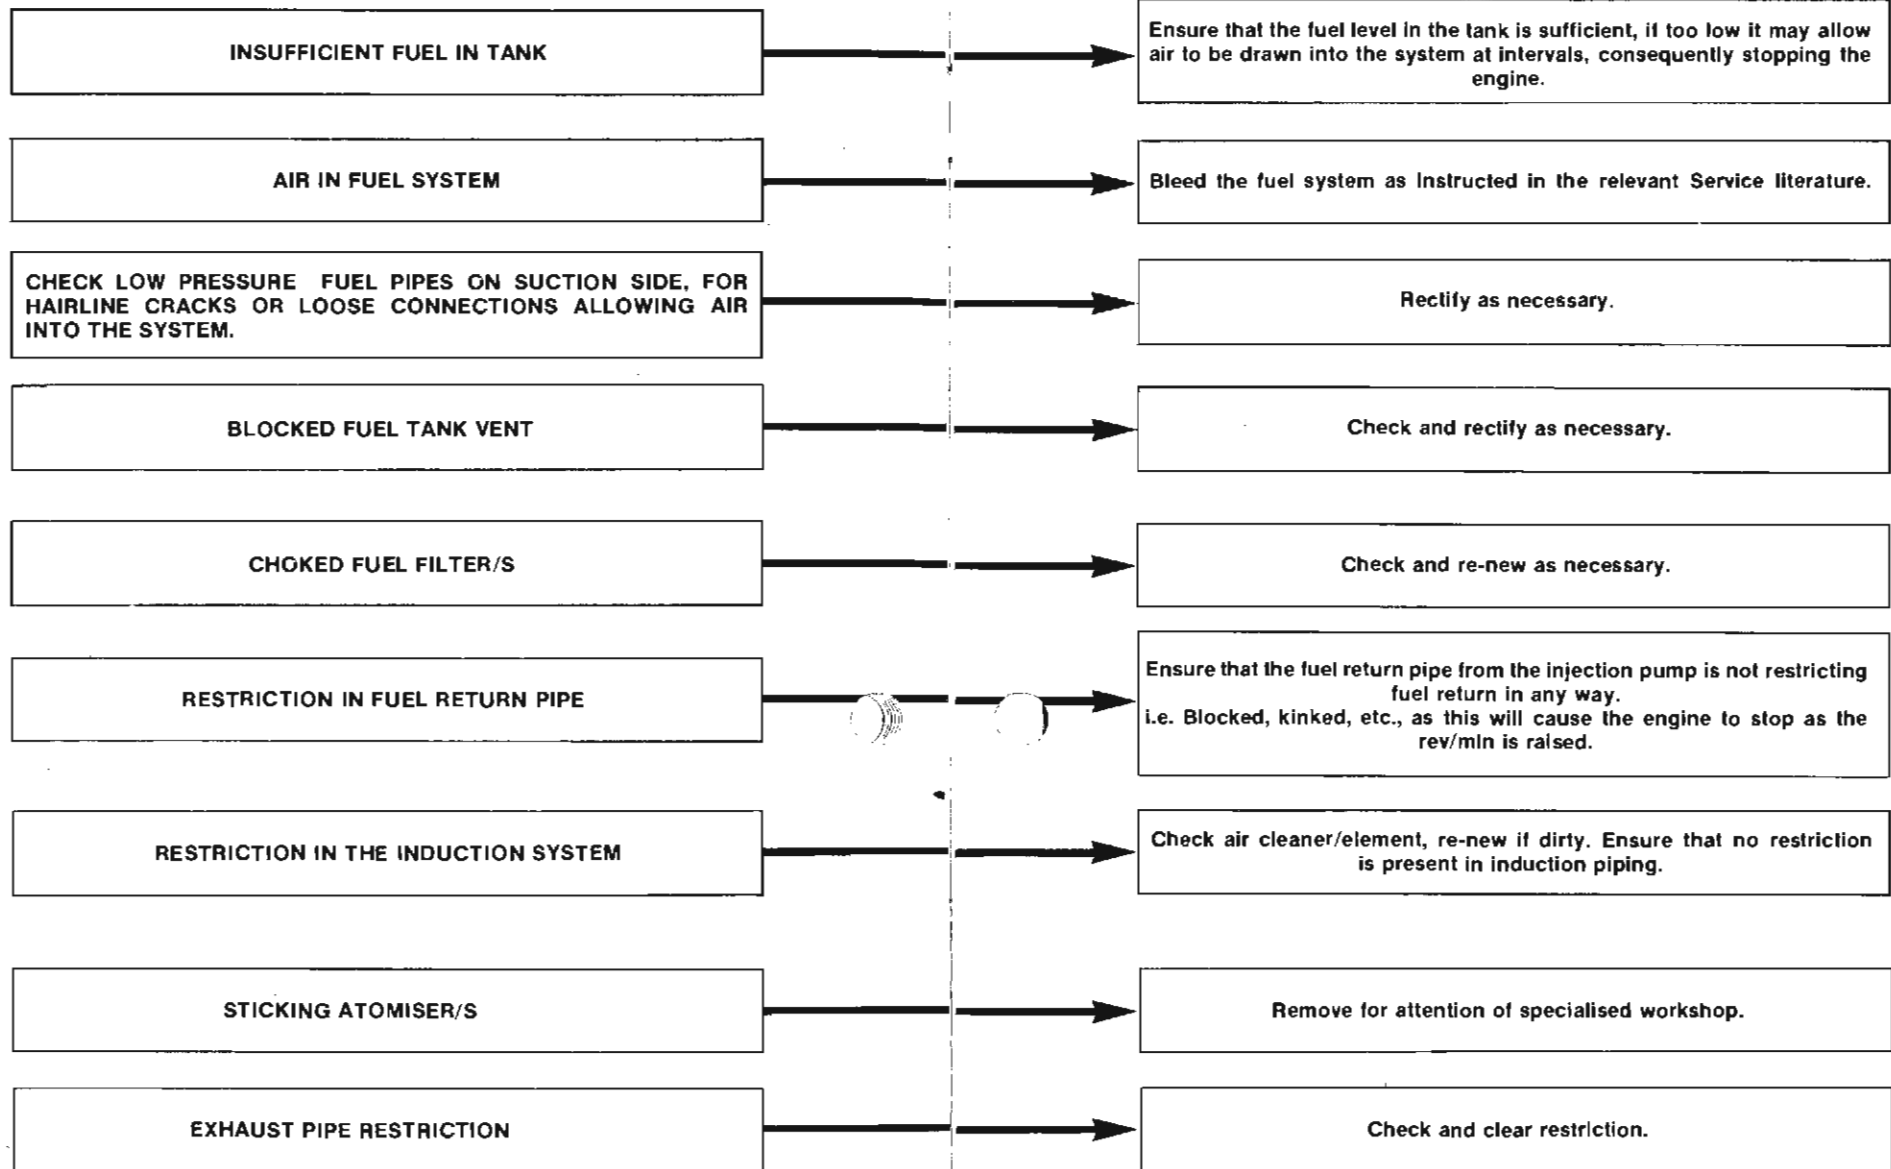 INSUFFICIENT FUEL IN TANK
Ensure that the fuel level in the tank is sufficient, if too low it may allow
air to be drawn into the system at intervals, consequently stopping the
engine.
AIR IN FUEL SYSTEM
Bleed the fuel system as instructed in the relevant Service literature.
CHECK LOW PRESSURE FUEL PIPES ON SUCTION SIDE, FOR
HAIRLINE CRACKS OR LOOSE CONNECTIONS ALLOWING AIR
INTO THE SYSTEM.
Rectify as necessary.
BLOCKED FUEL TANK VENT
Check and rectify as necessary.
CHOKED FUEL FILTER/S
Check and re-new as necessary.
RESTRICTION IN FUEL RETURN PIPE
Ensure that the fuel return pipe from the injection pump is not restricting
fuel return in any way.
i.e. Blocked, kinked, etc., as this will cause the engine to stop as the
rev/min is raised.
RESTRICTION IN THE INDUCTION SYSTEM
Check air cleaner/element, re-new if dirty. Ensure that no restriction
is present in induction piping.
STICKING ATOMISER/S
Remove for attention of specialised workshop.
EXHAUST PIPE RESTRICTION
Check and clear restriction.